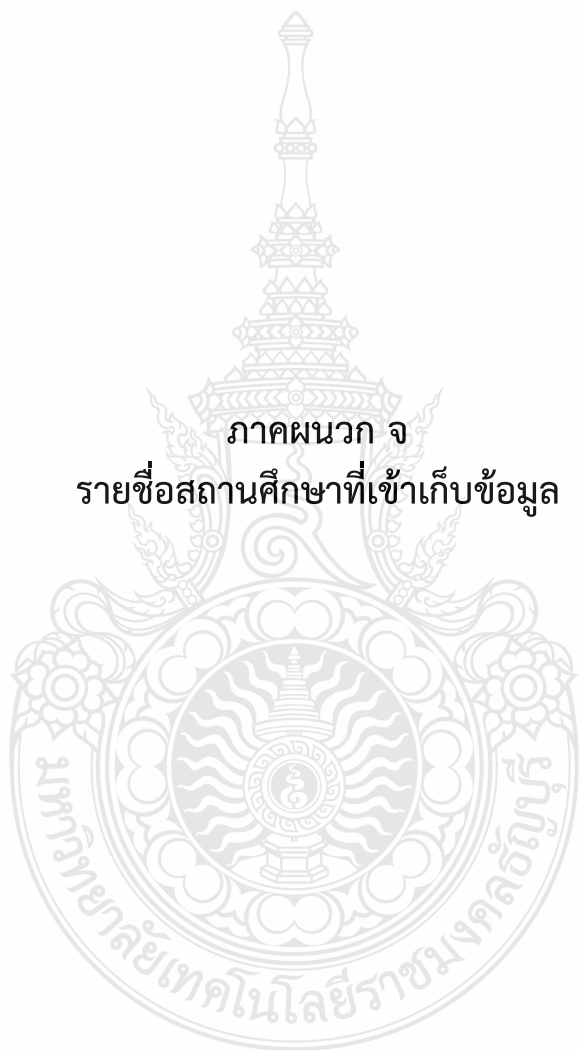 ภาคผนวก จ
รายชื่อสถานศึกษาที่เข้าเก็บข้อมูล
มหาวิทยาลัยเทคโนโลยีราชมงคลธัญบุรี